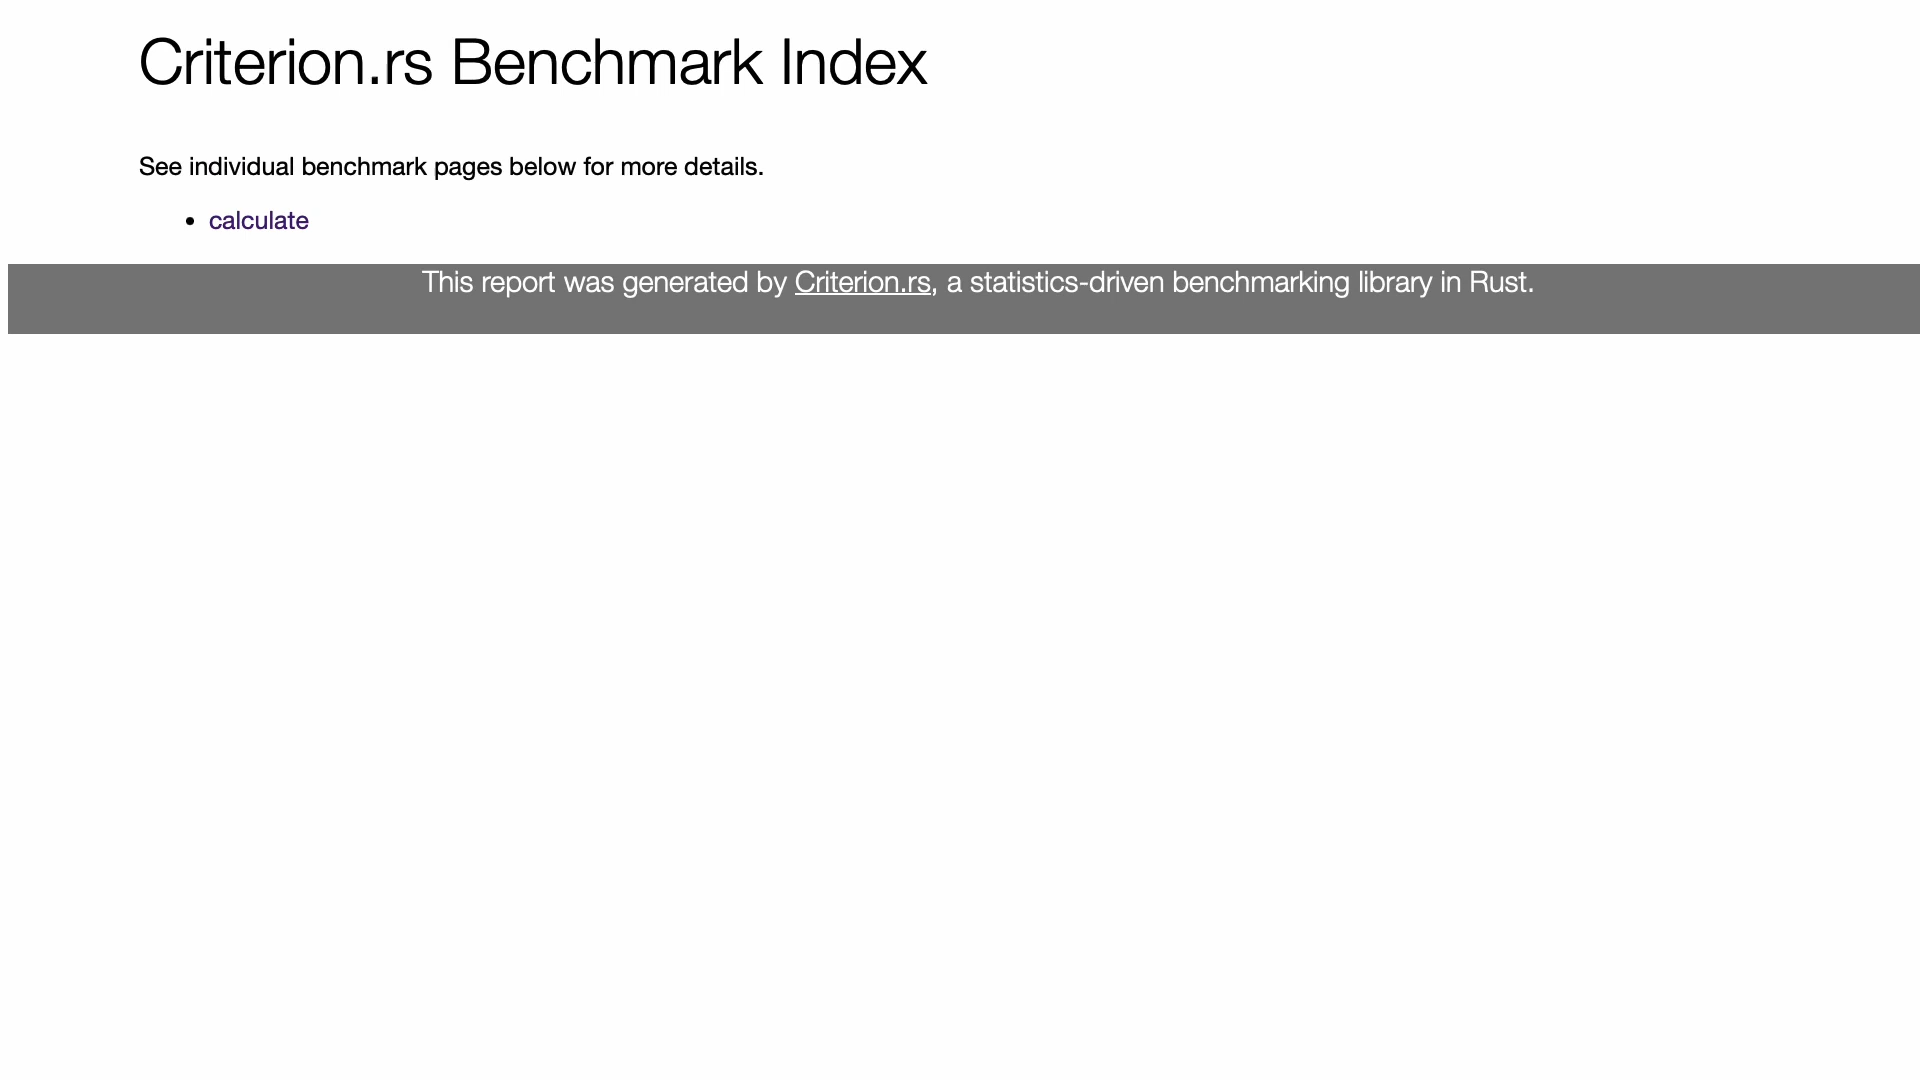 Criterion.rs Benchmark Index
See individual benchmark pages below for more details.
• calculate
This report was generated by Criterion.rs, a statistics-driven benchmarking library in Rust.